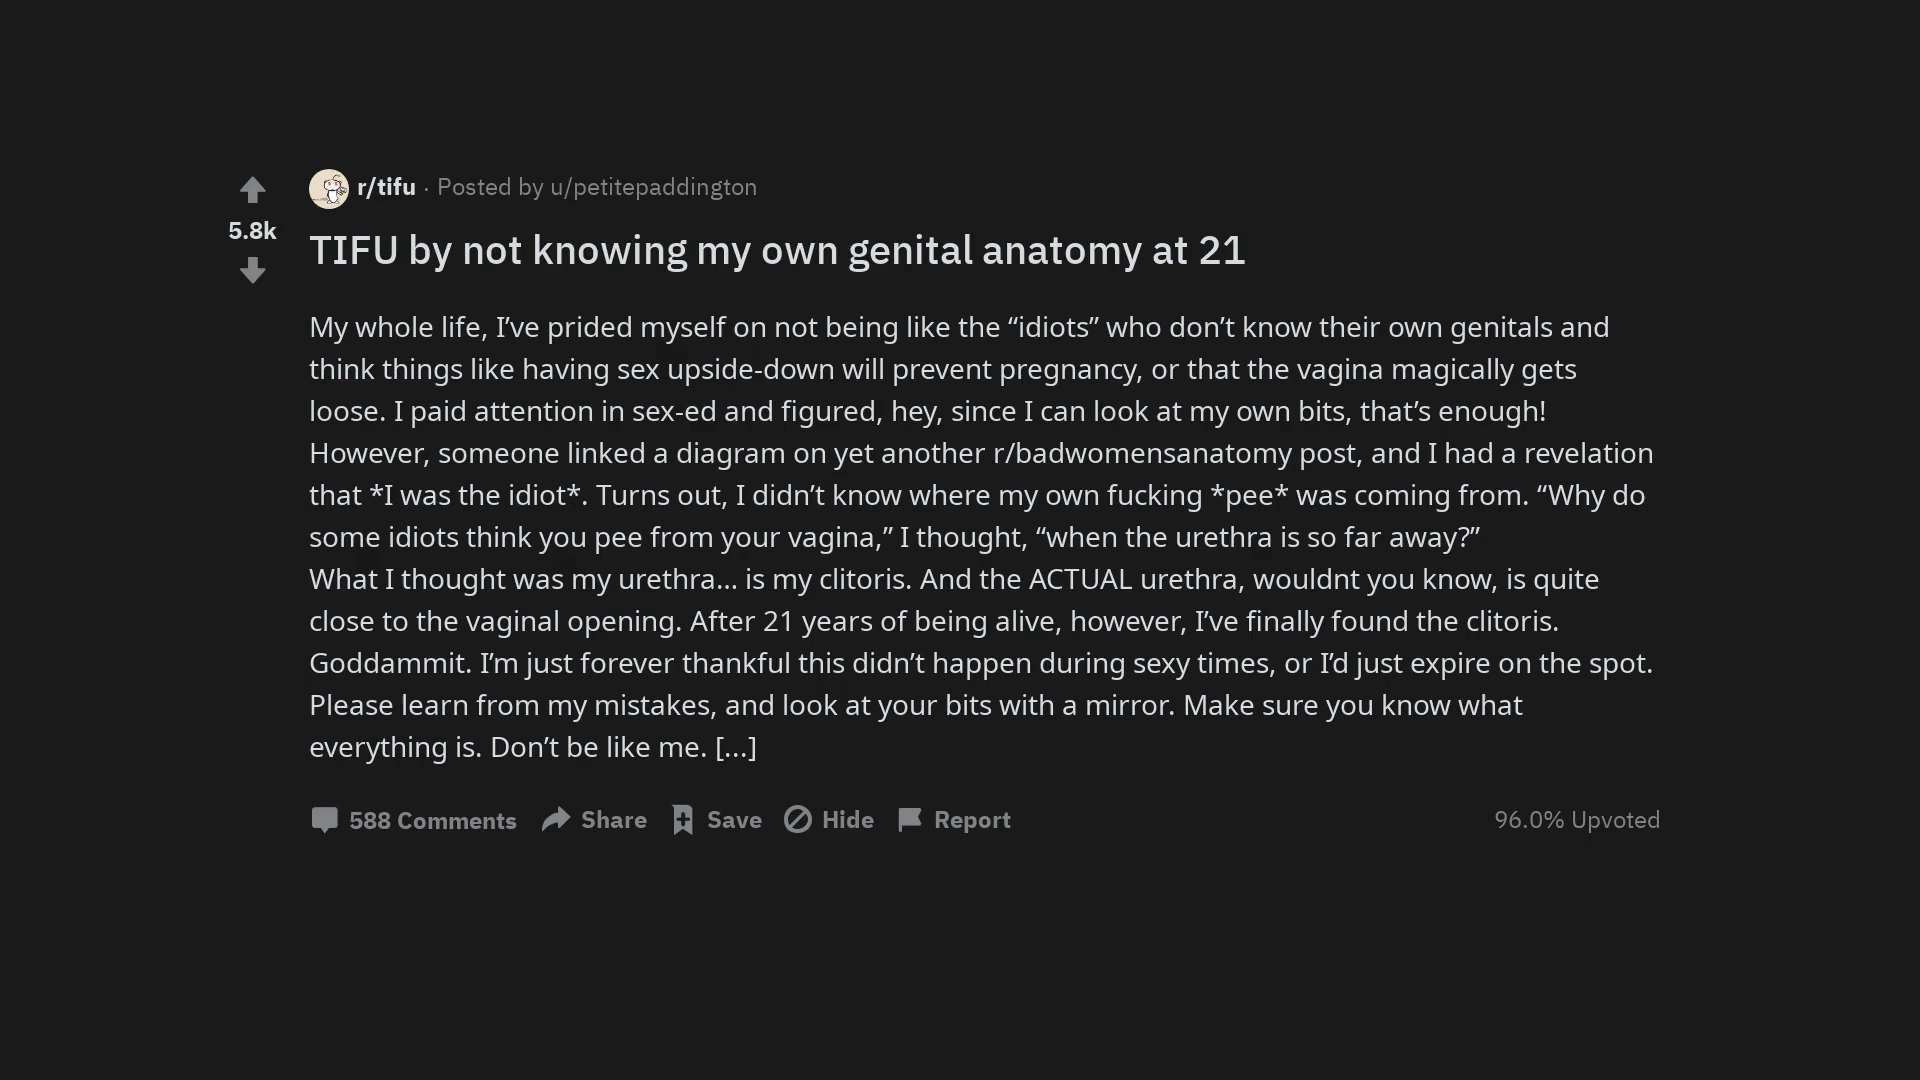 r/tifu · Posted by u/petitepaddington
5.8k
TIFU by not knowing my own genital anatomy at 21
My whole life, I’ve prided myself on not being like the “idiots” who don’t know their own genitals and
think things like having sex upside-down will prevent pregnancy, or that the vagina magically gets
loose. I paid attention in sex-ed and figured, hey, since I can look at my own bits, that’s enough!
However, someone linked a diagram on yet another r/badwomensanatomy post, and I had a revelation
that *I was the idiot*. Turns out, I didn’t know where my own fucking *pee* was coming from. “Why do
some idiots think you pee from your vagina,” I thought, “when the urethra is so far away?”
What I thought was my urethra... is my clitoris. And the ACTUAL urethra, wouldnt you know, is quite
close to the vaginal opening. After 21 years of being alive, however, I’ve finally found the clitoris.
Goddammit. I’m just forever thankful this didn’t happen during sexy times, or I’d just expire on the spot.
Please learn from my mistakes, and look at your bits with a mirror. Make sure you know what
everything is. Don’t be like me. [...]
588 Comments Share Save Hide Report 96.0% Upvoted